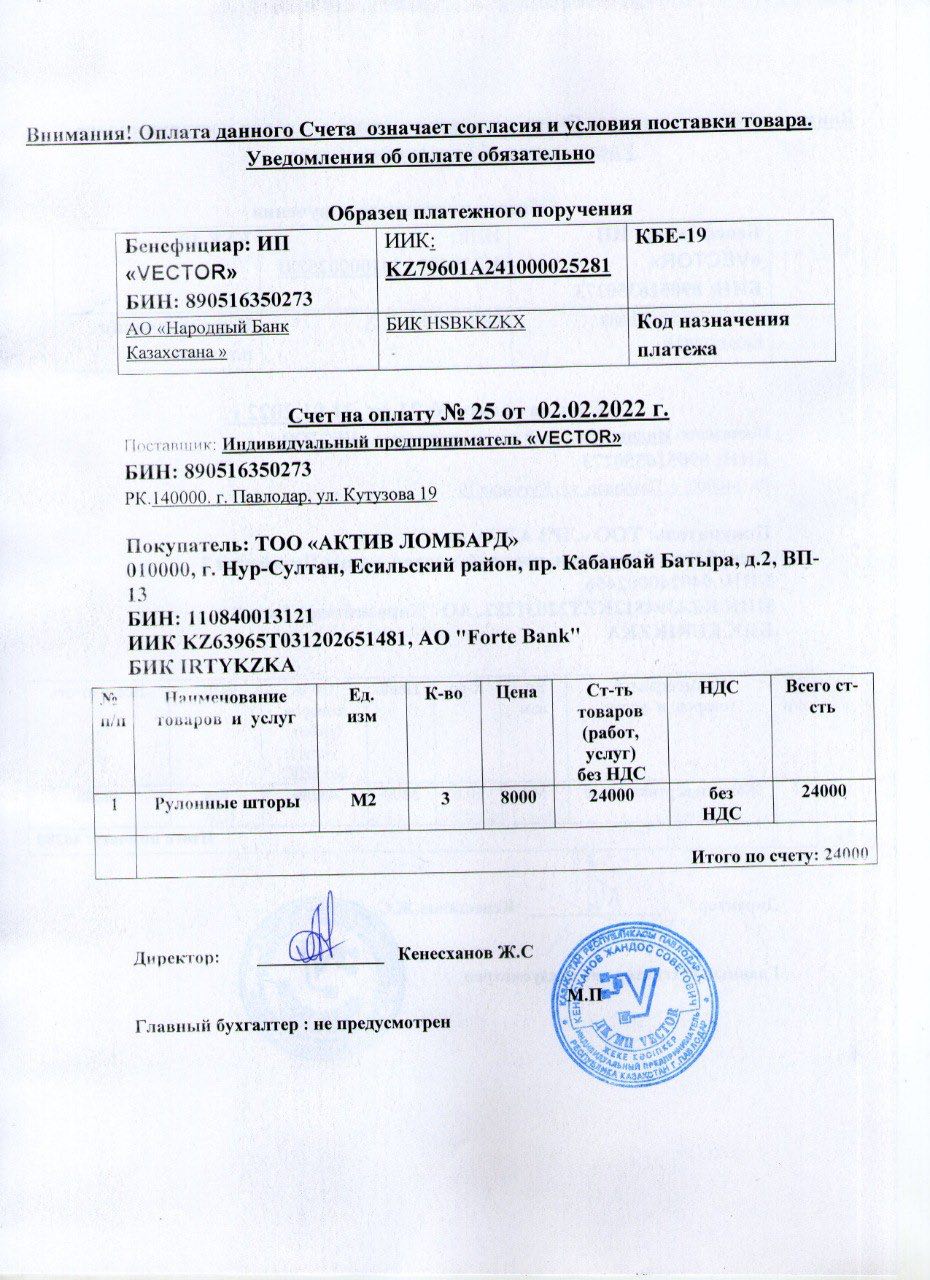 Внимания! Оплата данного Счета означает согласия и условия поставки товара.
Уведомления об оплате обязательно
Образец платежного поручения
Бенефициар: ИП
«VECTOR»
БИН: 890516350273
ИИК:
KZ79601A241000025281
КБЕ-19
АО «Народный Банк
Казахстана »
БИК HSBKKZKX
Код назначения
платежа
Счет на оплату № 25 от 02.02.2022 г.
Поставщик: Индивидуальный предприниматель «VECTOR»
БИН: 890516350273
РК.140000. г. Павлодар, ул. Кутузова 19
Покупатель: ТОО «АКТИВ ЛОМБАРД»
010000, г. Нур-Султан, Есильский район, пр. Кабанбай Батыра, д.2, ВП-
13
БИН: 110840013121
ИИК KZ63965T031202651481, АО "Forte Bank"
БИК IRTYKZKA
№
п/п
Наименование
товаров и услуг
Ед.
изм
К-во
Цена
Ст-ть
товаров
(работ,
услуг)
без НДС
НДС
Всего ст-
сть
1 Рулонные шторы М2 3 8000 24000 без
НДС
24000
Итого по счету: 24000
Директор: Кенесханов Ж.С
М.П
Главный бухгалтер : не предусмотрен
ҚАЗАҚСТАН РЕСПУБЛИКАСЫ ПАВЛОДАР Қ.
КЕНЕСХАНОВ ЖАНДОС СОВЕТОВИЧ
ЖК/ИП VECTOR
ЖЕКЕ КӘСІПКЕР
ИНДИВИДУАЛЬНЫЙ ПРЕДПРИНИМАТЕЛЬ
РЕСПУБЛИКА КАЗАХСТАН Г.ПАВЛОДАР